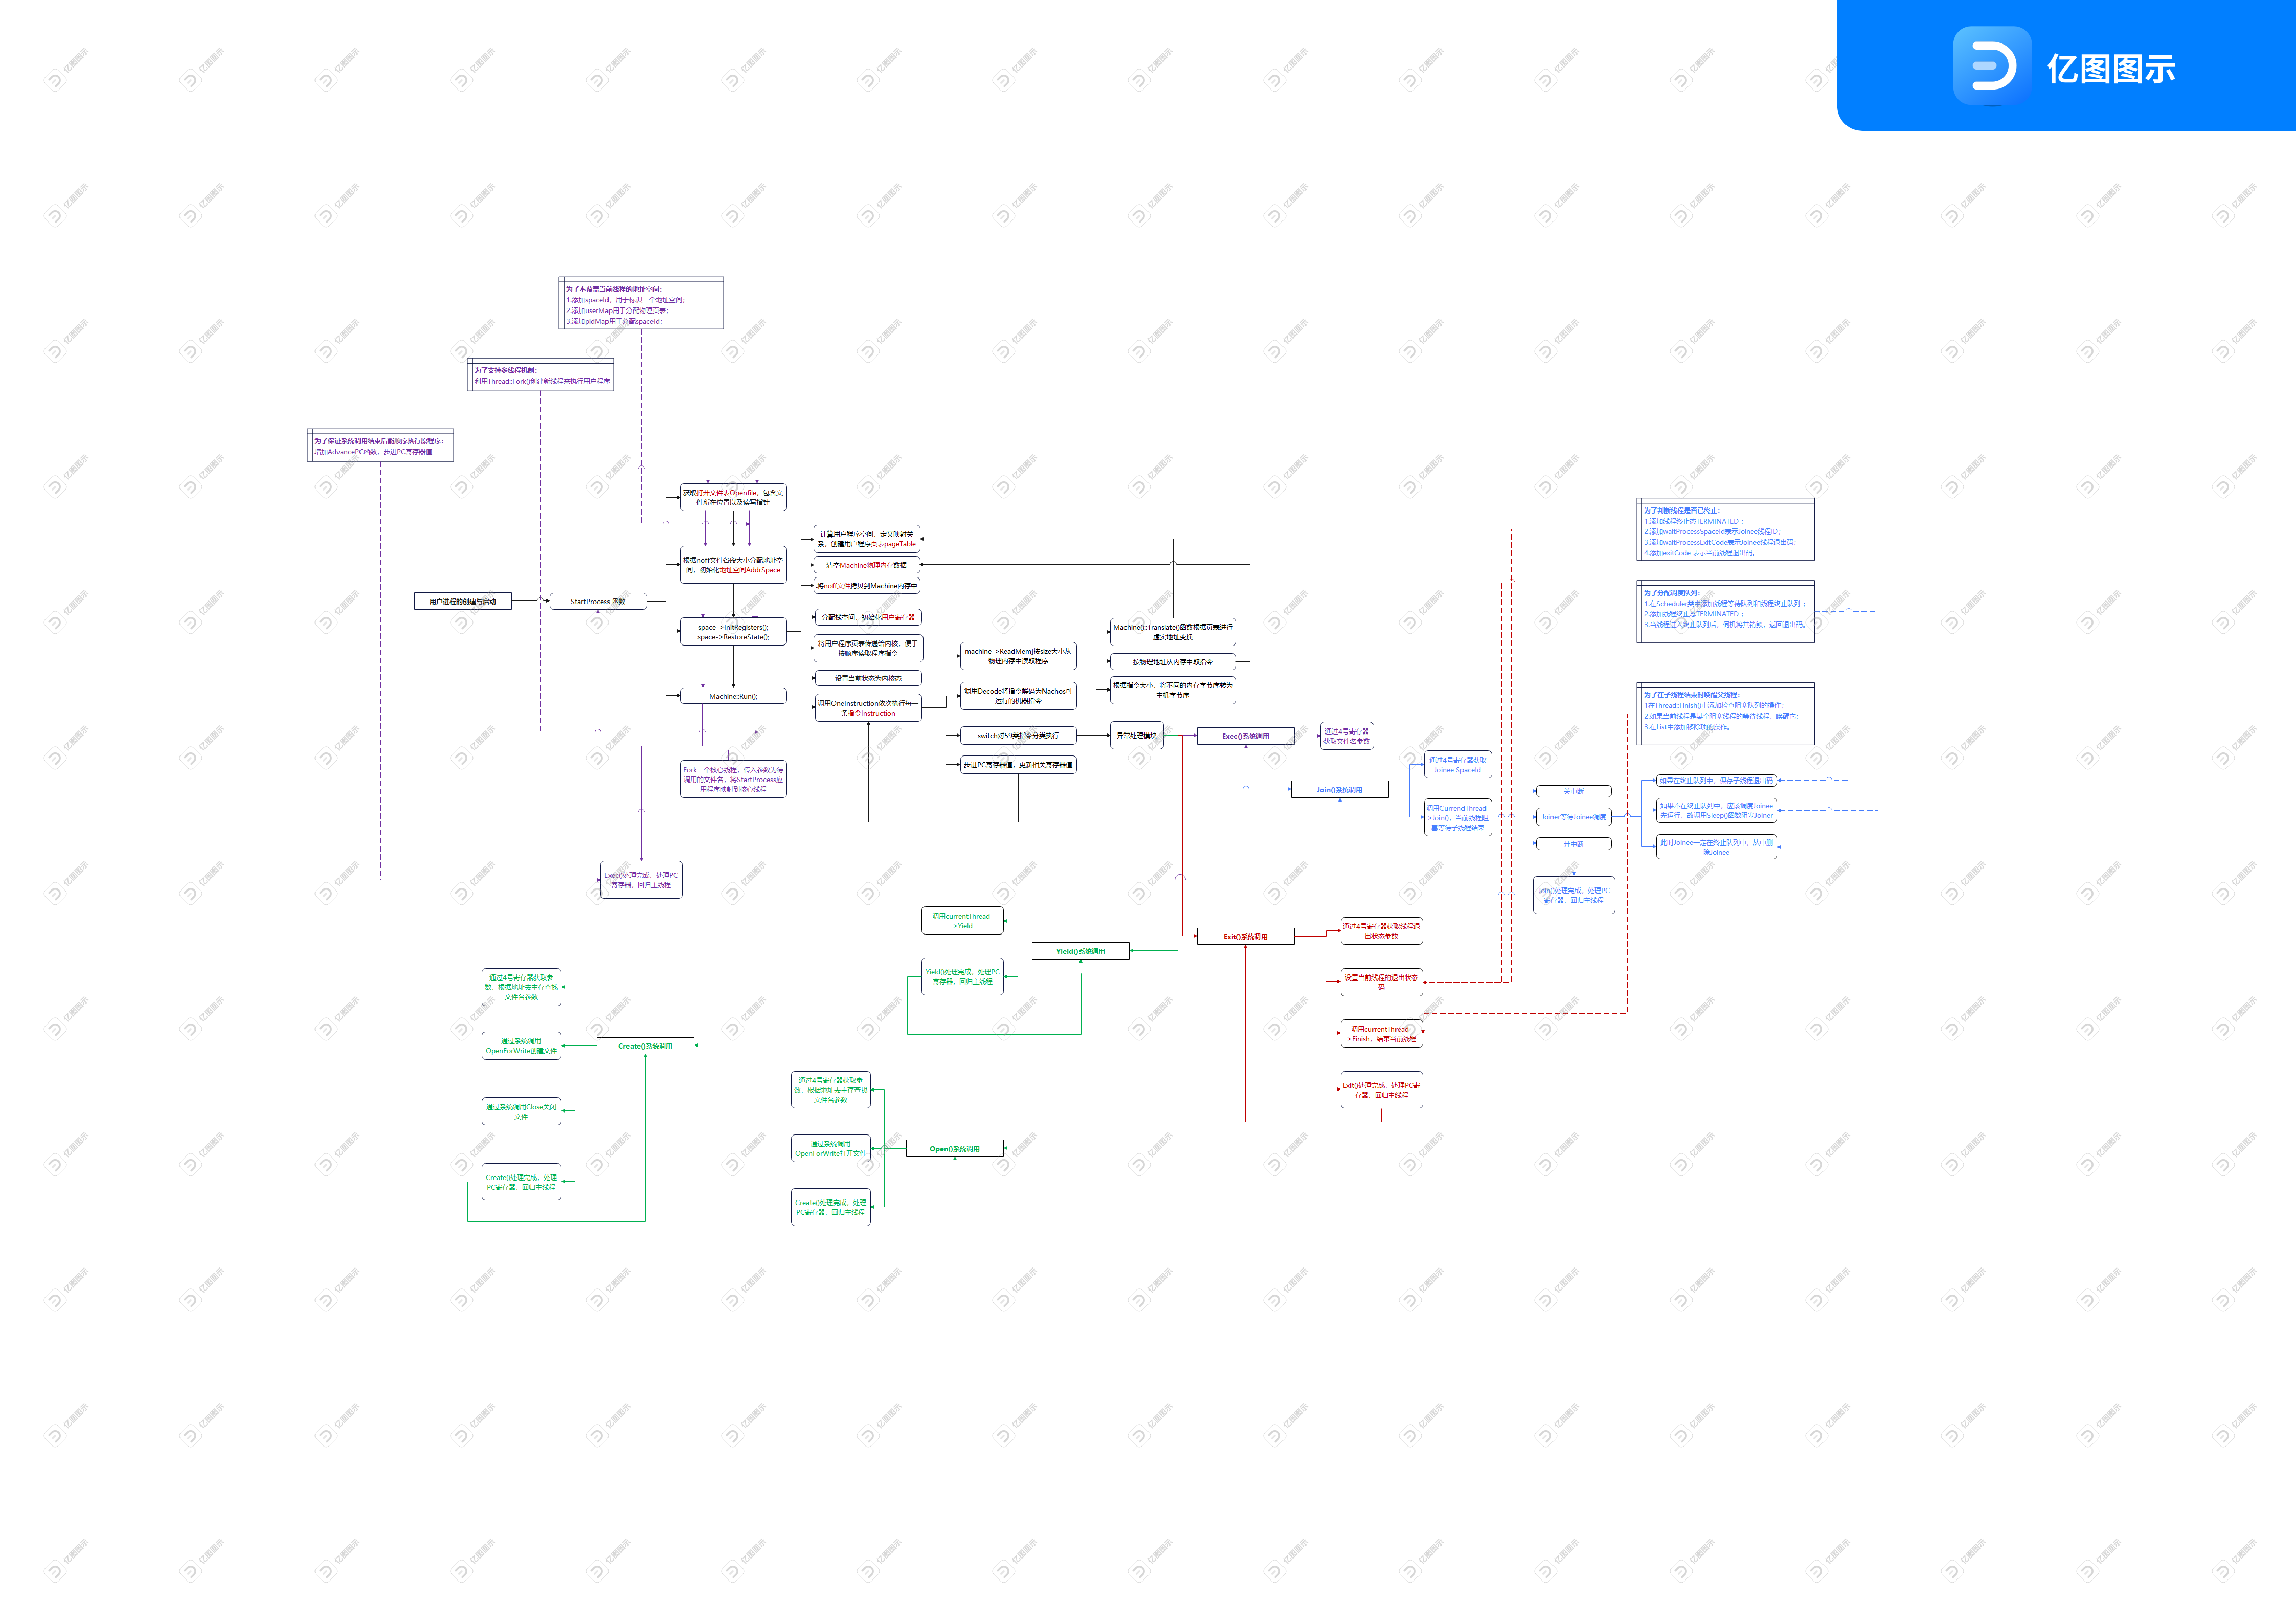 亿图图示
为了不覆盖当前线程的地址空间：
1.添加spaceId，用于标识一个地址空间；
2.添加userMap用于分配物理页表；
3.添加pidMap用于分配spaceId；
为了支持多线程机制：
利用Thread::Fork()创建新线程来执行用户程序
为了保证系统调用结束后能顺序执行源程序：
增加AdvancePC函数，步进PC寄存器值
用户进程的创建与启动
StartProcess 函数
获取打开文件表Openfile，包含文
件所在位置以及读写指针
根据noff文件各段大小分配地址空
间，初始化地址空间AddrSpace
space->InitRegisters();
space->RestoreState();
Machine::Run();
Fork一个核心线程，传入参数为待
调用的文件名，将StartProcess应
用程序映射到核心线程
Exec()处理完成，处理PC
寄存器，回归主线程
计算用户程序空间，定义映射关
系，创建用户程序页表pageTable
清空Machine物理内存数据
将noff文件拷贝到Machine内存中
分配栈空间，初始化用户寄存器
将用户程序页表传递给内核，便于
按顺序读取程序指令
设置当前状态为内核态
调用OneInstruction依次执行每一
条指令Instruction
machine->ReadMem]按size大小从
物理内存中读取程序
调用Decode将指令解码为Nachos可
运行的机器指令
switch对59类指令分类执行
步进PC寄存器值，更新相关寄存器值
Machine()::Translate()函数根据页表进行
虚实地址变换
按物理地址从内存中取指令
根据指令大小，将不同的内存字节序转为
主机字节序
异常处理模块
Exec()系统调用
通过4号寄存器
获取文件名参数
Join()系统调用
通过4号寄存器获取
Joinee SpaceId
调用CurrendThread-
>Join()，当前线程阻
塞等待子线程结束
关中断
Joiner等待Joinee调度
开中断
Join()处理完成，处理PC
寄存器，回归主线程
如果在终止队列中，保存子线程退出码
如果不在终止队列中，应该调度Joinee
先运行，故调用Sleep()函数阻塞Joiner
此时Joinee一定在终止队列中，从中删
除Joinee
为了判断线程是否已终止：
1.添加线程终止态TERMINATED ；
2.添加waitProcessSpaceId表示Joinee线程ID；
3.添加waitProcessExitCode表示Joinee线程退出码；
4.添加exitCode 表示当前线程退出码。
为了分配调度队列：
1.在Scheduler类中添加线程等待队列和线程终止队列 ；
2.添加线程终止态TERMINATED ；
3.当线程进入终止队列后，伺机将其销毁，返回退出码。
为了在子线程结束时唤醒父线程：
1在Thread::Finish()中添加检查阻塞队列的操作；
2.如果当前线程是某个阻塞线程的等待线程，唤醒它；
3.在List中添加移除项的操作。
Exit()系统调用
通过4号寄存器获取线程退
出状态参数
设置当前线程的退出状态
码
调用currentThread-
>Finish，结束当前线程
Exit()处理完成，处理PC寄
存器，回归主线程
Yield()系统调用
调用currentThread-
>Yield
Yield()处理完成，处理PC
寄存器，回归主线程
Create()系统调用
通过4号寄存器获取参
数，根据地址去主存查找
文件名参数
通过系统调用
OpenForWrite创建文件
通过系统调用Close关闭
文件
Create()处理完成，处理
PC寄存器，回归主线程
Open()系统调用
通过4号寄存器获取参
数，根据地址去主存查找
文件名参数
通过系统调用
OpenForWrite打开文件
Create()处理完成，处理
PC寄存器，回归主线程